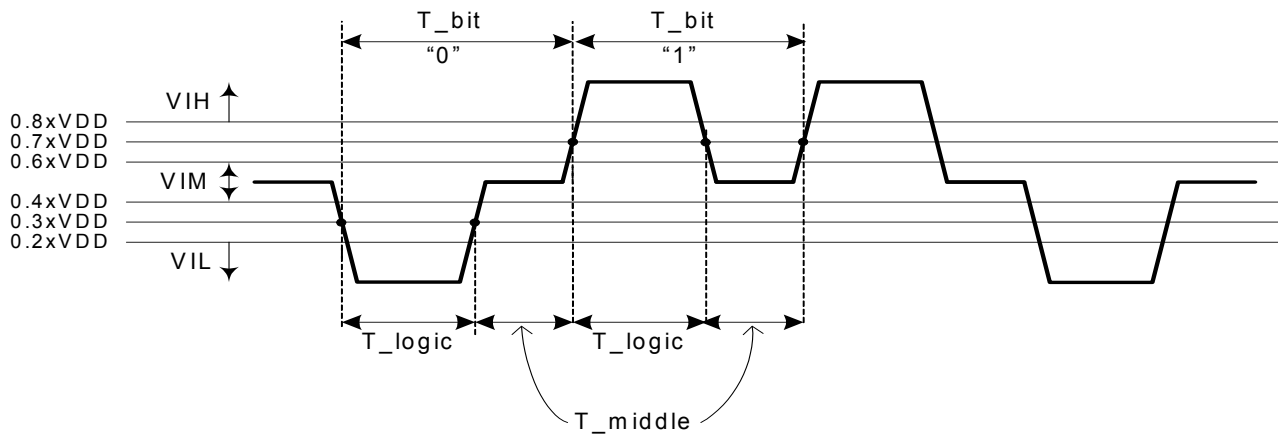 T_bit
T_bit
“0”
“1”
VIH
0.8xVDD
0.7xVDD
0.6xVDD
VIM
0.4xVDD
0.3xVDD
0.2xVDD
VIL
T_logic
T_logic
T_middle